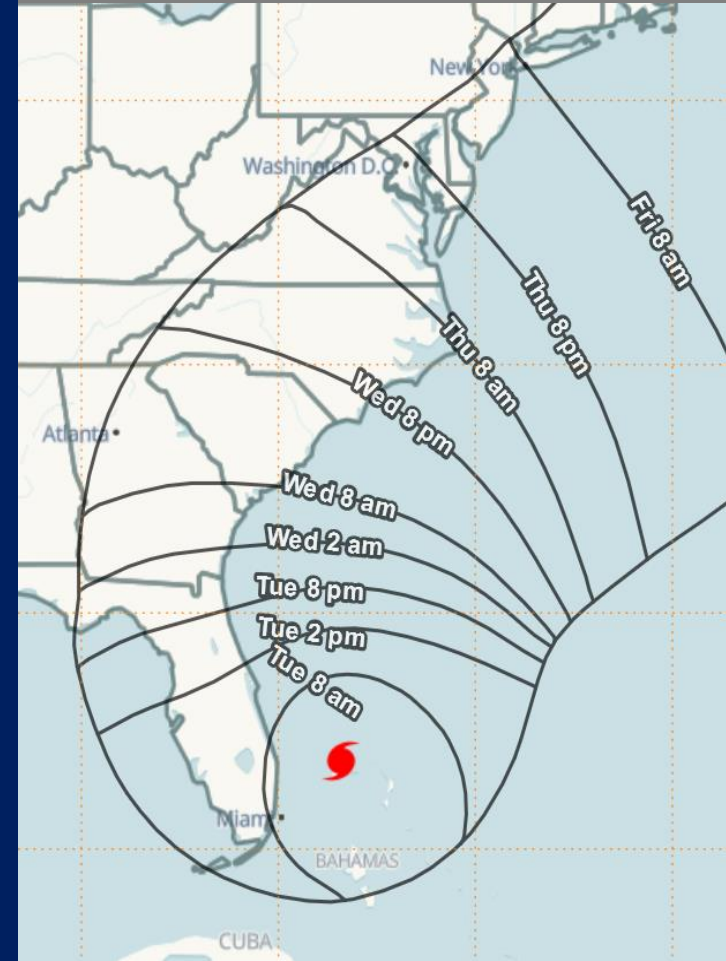 New York
Washington D.C.
Fri 8 am
Thu 8 pm
Thu 8 am
Wed 8 pm
Atlanta
Wed 8 am
Wed 2 am
Tue 8 pm
Tue 2 pm
Tue 8 am
Miami
BAHAMAS
CUBA